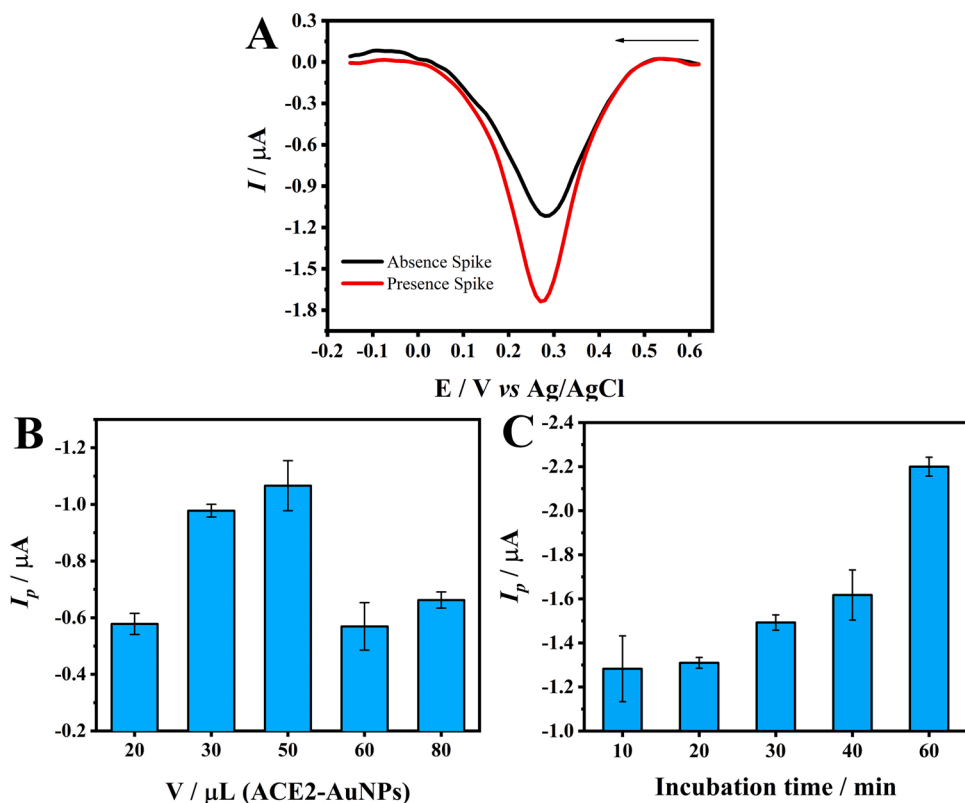 A
0.3
0.0
-0.3
-0.6
-0.9
-1.2
-1.5
-1.8
I / μA
Absence Spike
Presence Spike
-0.2 -0.1 0.0 0.1 0.2 0.3 0.4 0.5 0.6
E / V vs Ag/AgCl
B
-1.2
-1.0
-0.8
-0.6
-0.4
-0.2
Ip / μA
20 30 50 60 80
V / μL (ACE2-AuNPs)
C
-2.4
-2.2
-2.0
-1.8
-1.6
-1.4
-1.2
-1.0
Ip / μA
10 20 30 40 60
Incubation time / min